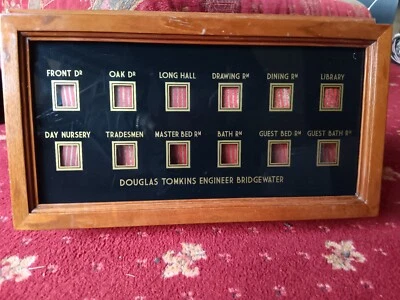 FRONT DR OAK DR LONG HALL DRAWING RM DINING RM LIBRARY
DAY NURSERY TRADESMEN MASTER BED RM BATH RM GUEST BED RM GUEST BATH RM
DOUGLAS TOMKINS ENGINEER BRIDGEWATER